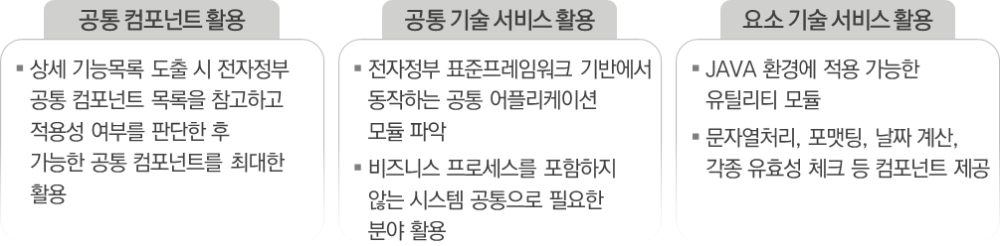 공통 컴포넌트 활용
▪ 상세 기능목록 도출 시 전자정부
공통 컴포넌트 목록을 참고하고
적용성 여부를 판단한 후
가능한 공통 컴포넌트를 최대한
활용
공통 기술 서비스 활용
▪ 전자정부 표준프레임워크 기반에서
동작하는 공통 어플리케이션
모듈 파악
▪ 비즈니스 프로세스를 포함하지
않는 시스템 공통으로 필요한
분야 활용
요소 기술 서비스 활용
▪ JAVA 환경에 적용 가능한
유틸리티 모듈
▪ 문자열처리, 포맷팅, 날짜 계산,
각종 유효성 체크 등 컴포넌트 제공